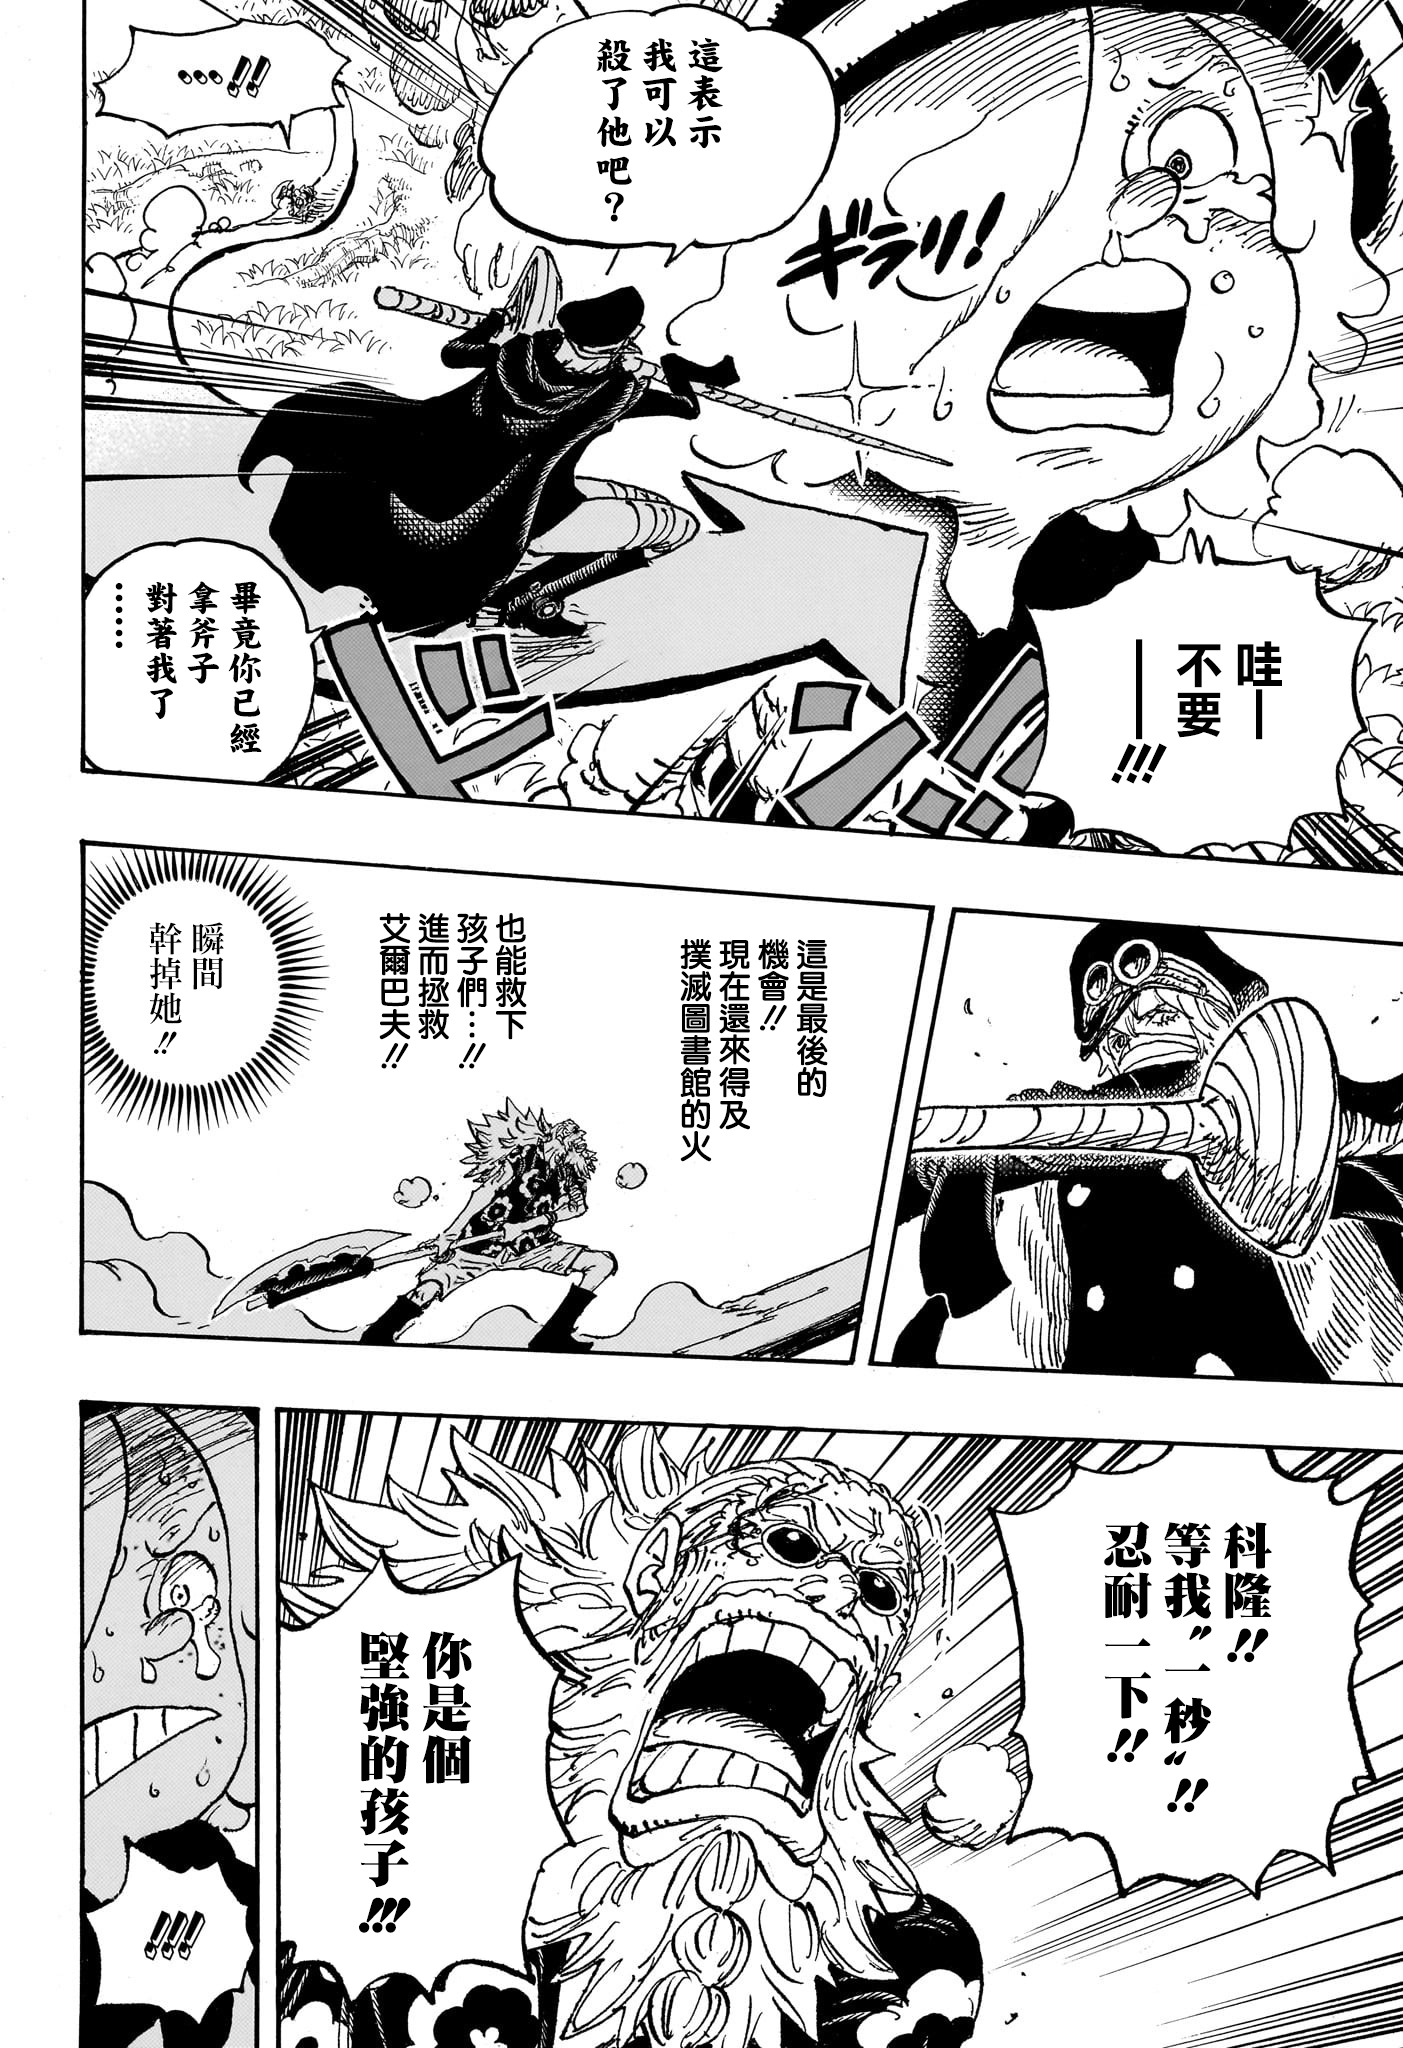 哇—
不要
—!!!
這表示
我可以
殺了他吧？
ギラリ！
…!!
畢竟你已經
拿斧子
對著我了
……
這是最後的
機會!!
現在還來得及
撲滅圖書館的火
也能救下
孩子們…!!
進而拯救
艾爾巴夫!!
瞬間
幹掉她!!
科隆!!
等我〝一秒〟!!
忍耐一下!!
你是個
堅強的孩子!!!
!!!!